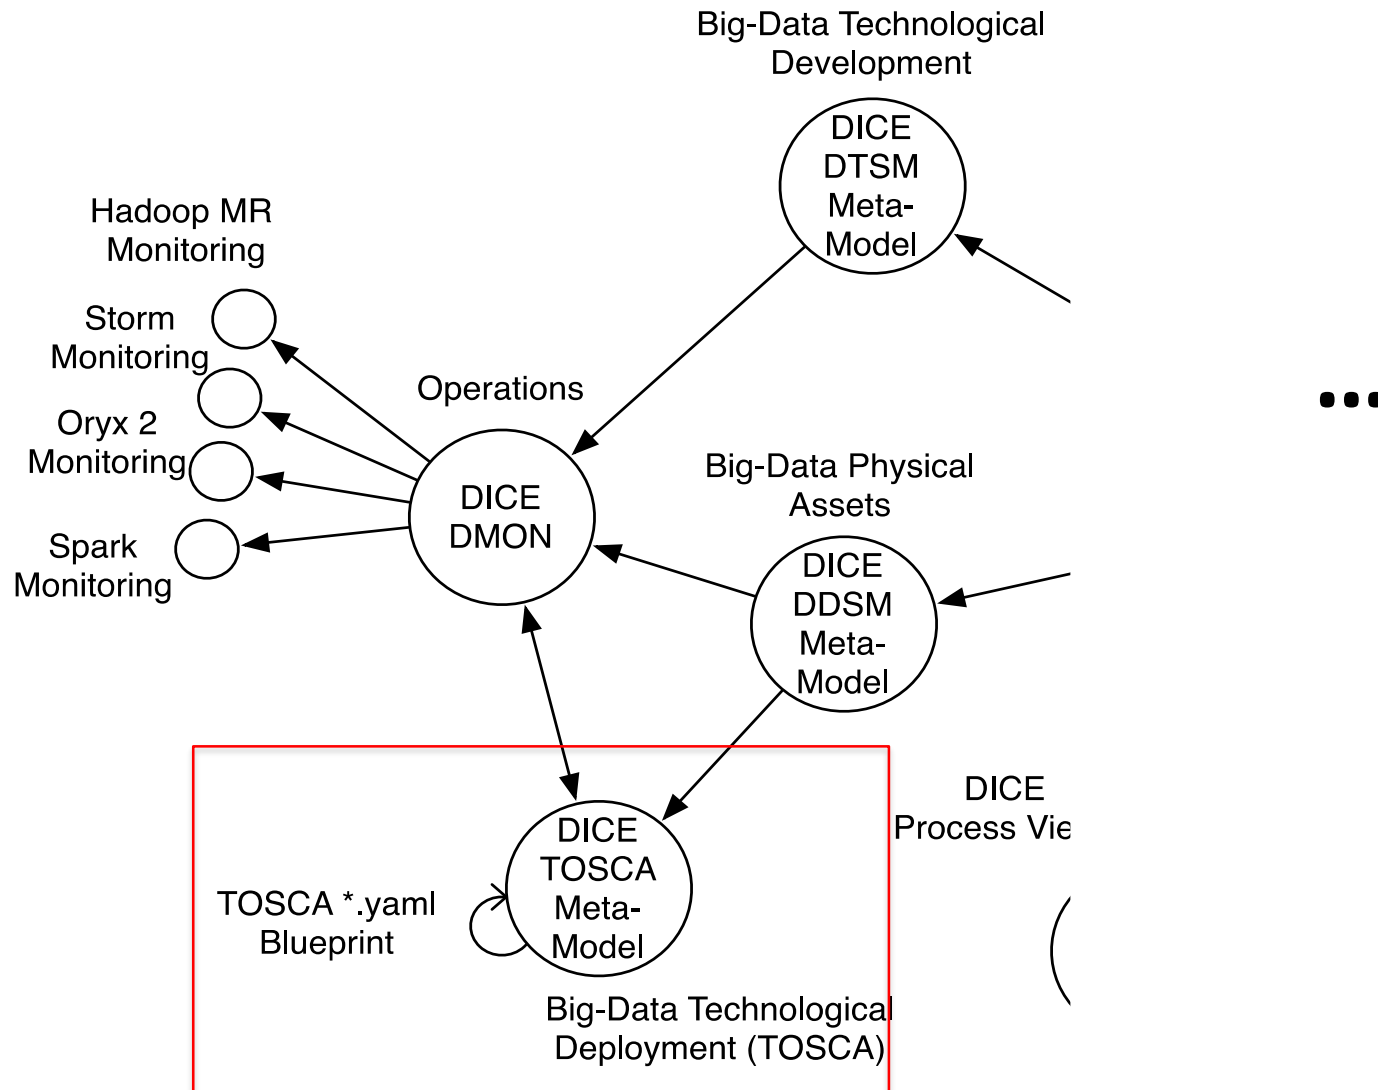 Big-Data Technological
Development
DICE
DTSM
Meta-
Model
Hadoop MR
Monitoring
Storm
Monitoring
Operations
Oryx 2
Monitoring
Big-Data Physical
Assets
DICE
DMON
Spark
Monitoring
DICE
DDSM
Meta-
Model
DICE
Process Vie
DICE
TOSCA
Meta-
Model
TOSCA *.yaml
Blueprint
Big-Data Technological
Deployment (TOSCA)
...